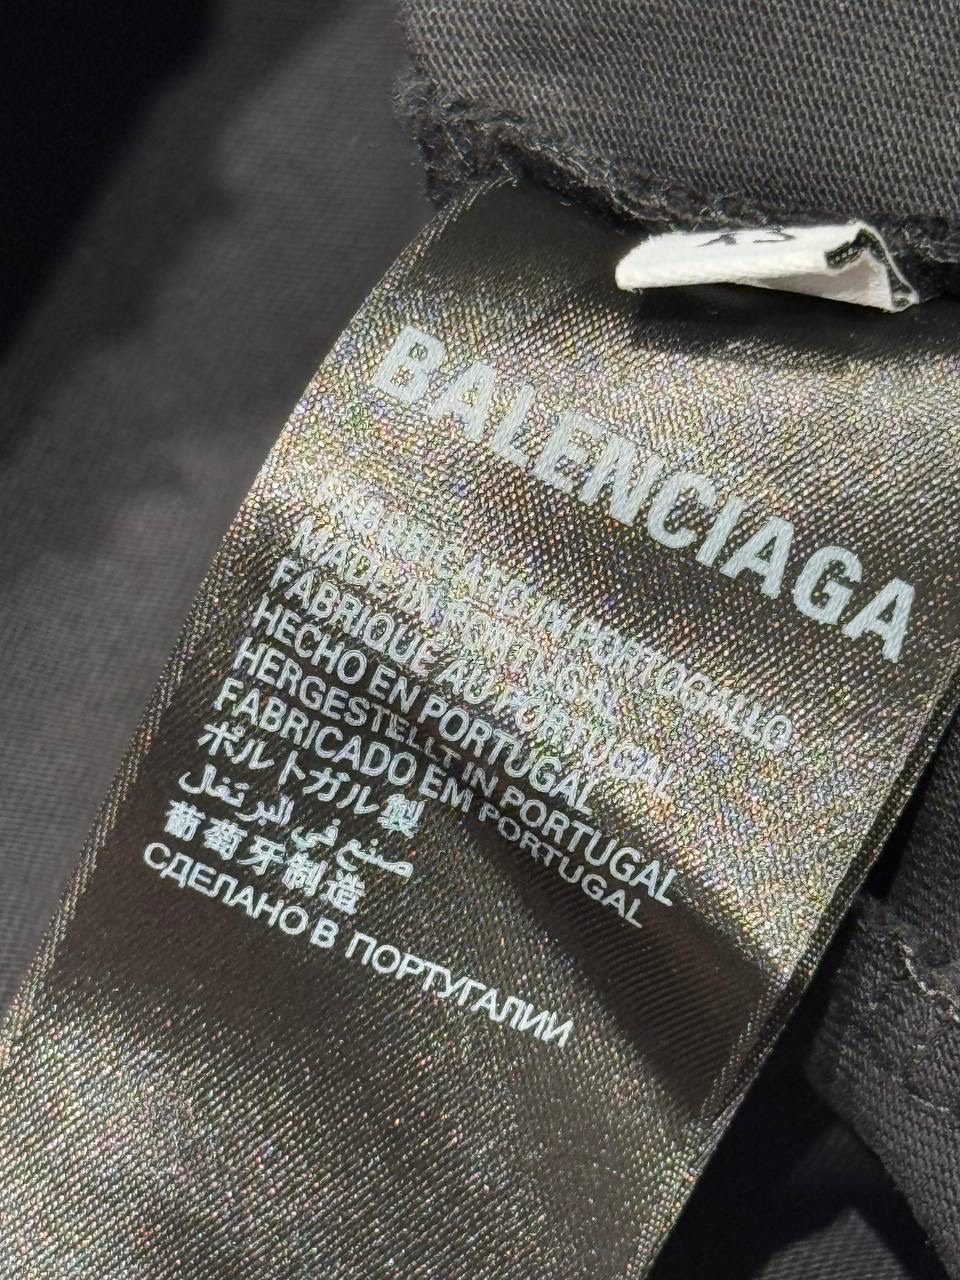 BALENCIAGA
FABBRICATO IN PORTOGALLO
MADE IN PORTUGAL
FABRIQUÉ AU PORTUGAL
HECHO EN PORTUGAL
HERGESTELLT IN PORTUGAL
FABRICADO EM PORTUGAL
ポルトガル製
صنع في البرتغال
葡萄牙制造
СДЕЛАНО В ПОРТУГАЛИИ